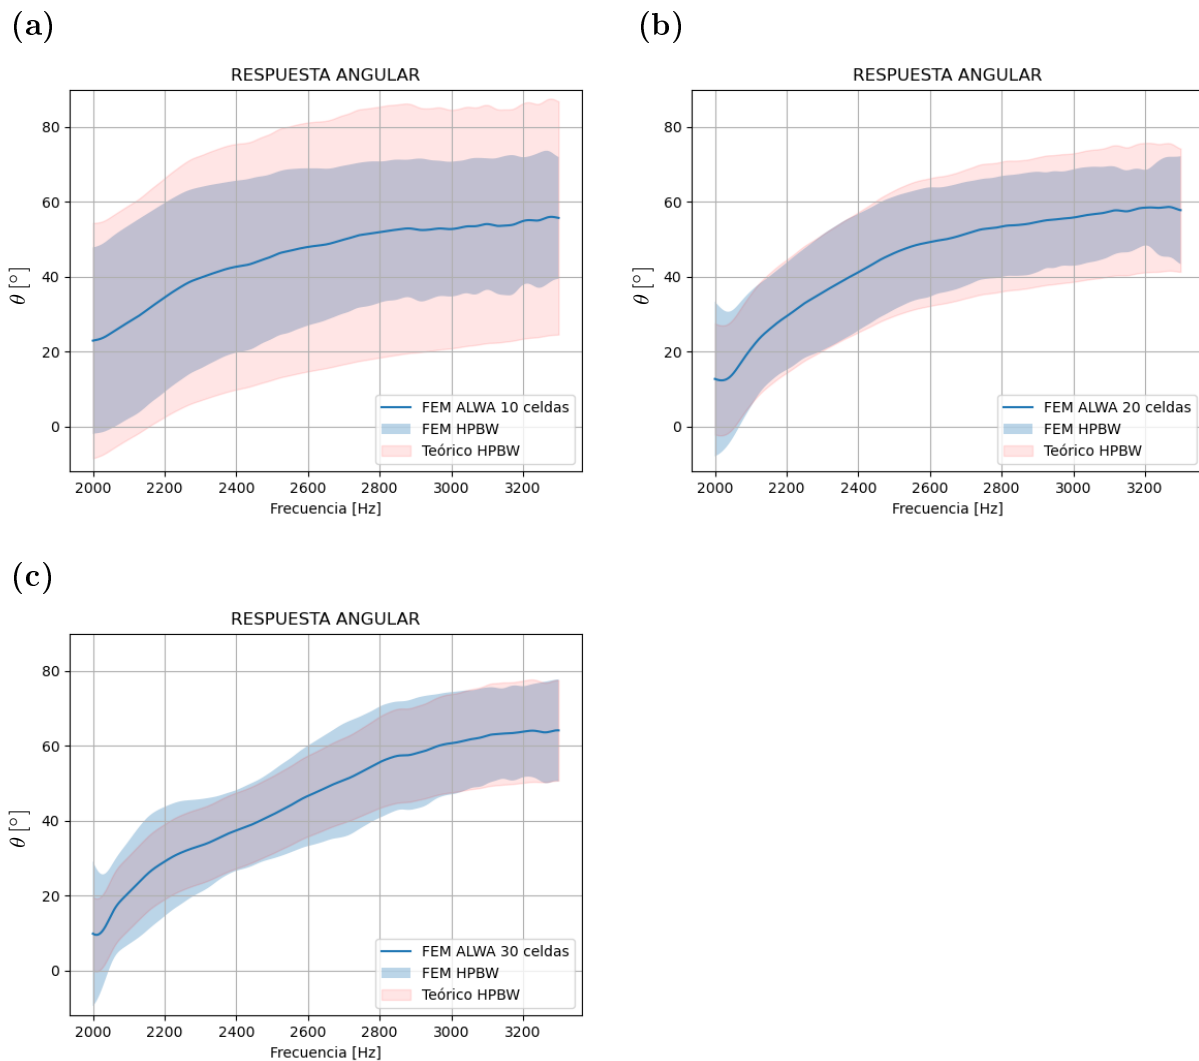 (a)
RESPUESTA ANGULAR
80
60
40
20
0
θ [°]
2000 2200 2400 2600 2800 3000 3200
Frecuencia [Hz]
FEM ALWA 10 celdas
FEM HPBW
Teórico HPBW
(b)
RESPUESTA ANGULAR
80
60
40
20
0
θ [°]
2000 2200 2400 2600 2800 3000 3200
Frecuencia [Hz]
FEM ALWA 20 celdas
FEM HPBW
Teórico HPBW
(c)
RESPUESTA ANGULAR
80
60
40
20
0
θ [°]
2000 2200 2400 2600 2800 3000 3200
Frecuencia [Hz]
FEM ALWA 30 celdas
FEM HPBW
Teórico HPBW